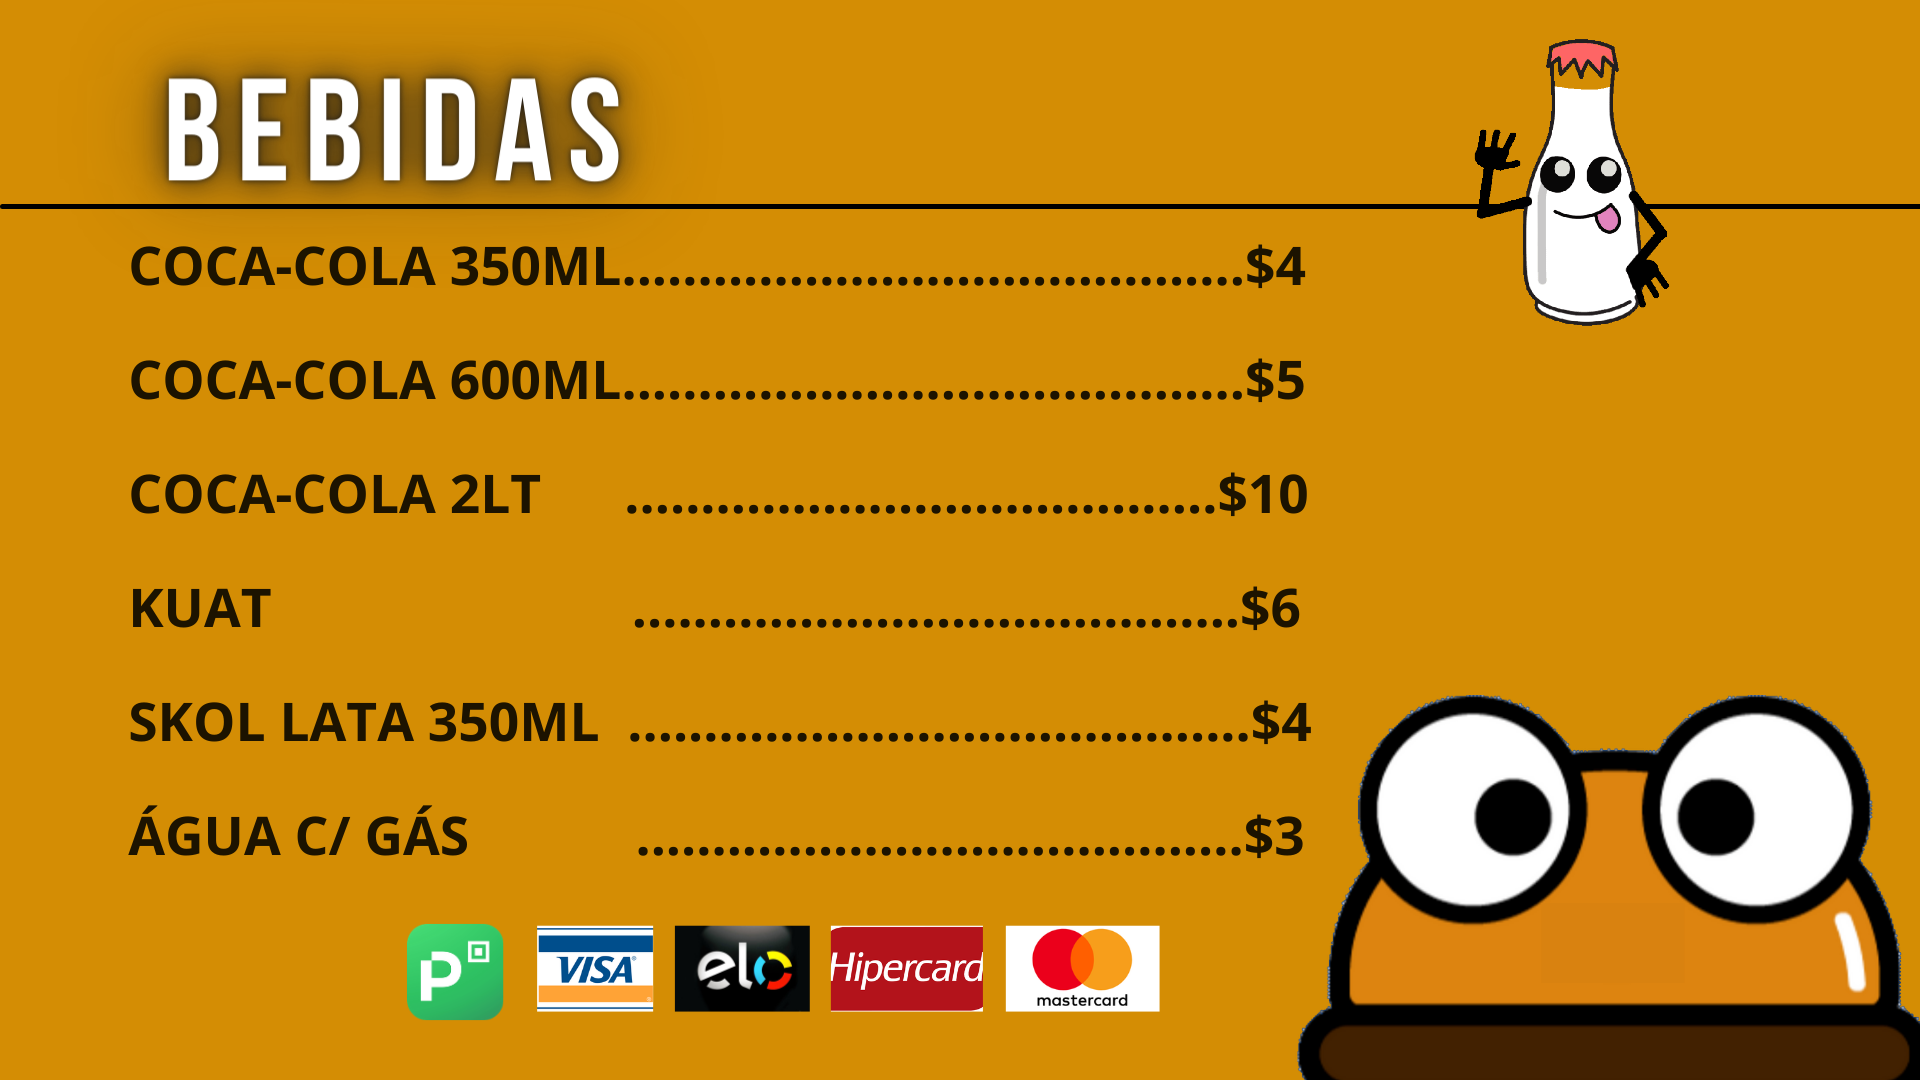 BEBIDAS
COCA-COLA 350ML.........................................$4
COCA-COLA 600ML.........................................$5
COCA-COLA 2LT .......................................$10
KUAT ........................................$6
SKOL LATA 350ML .........................................$4
ÁGUA C/ GÁS ........................................$3
P VISA elo Hipercard mastercard